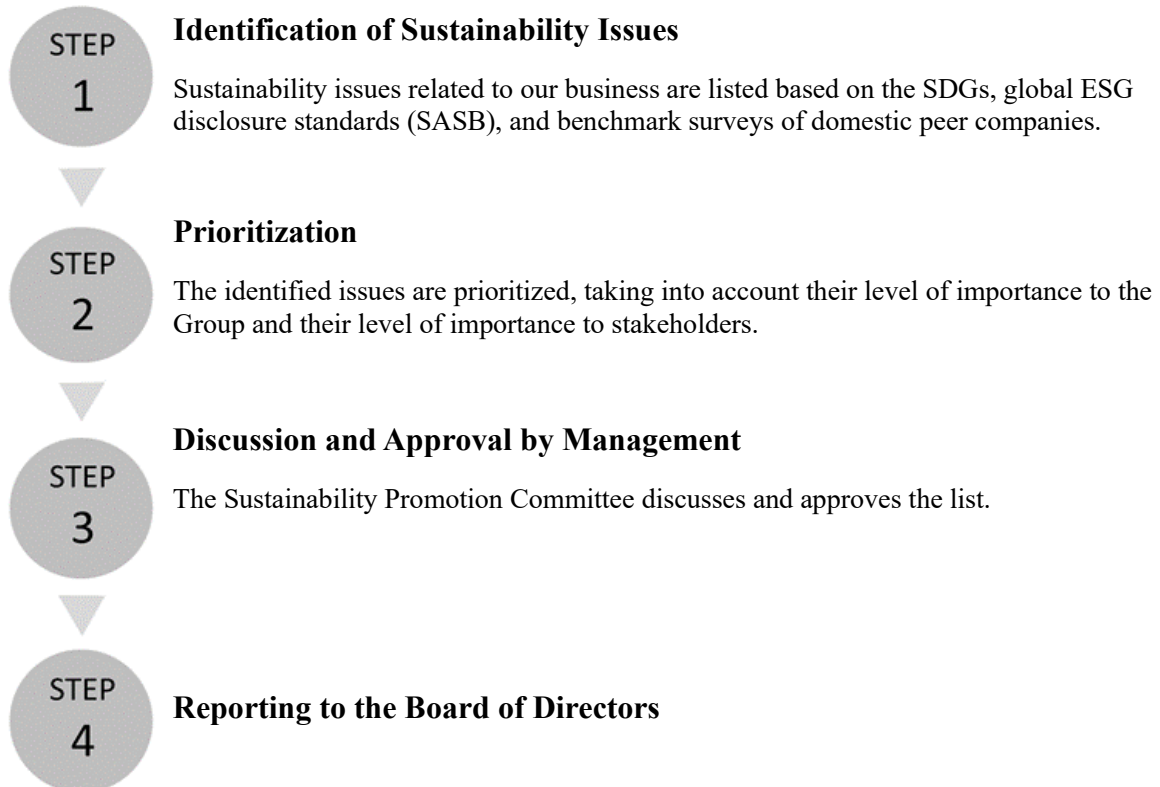 STEP
1
Identification of Sustainability Issues
Sustainability issues related to our business are listed based on the SDGs, global ESG
disclosure standards (SASB), and benchmark surveys of domestic peer companies.
STEP
2
Prioritization
The identified issues are prioritized, taking into account their level of importance to the
Group and their level of importance to stakeholders.
STEP
3
Discussion and Approval by Management
The Sustainability Promotion Committee discusses and approves the list.
STEP
4
Reporting to the Board of Directors